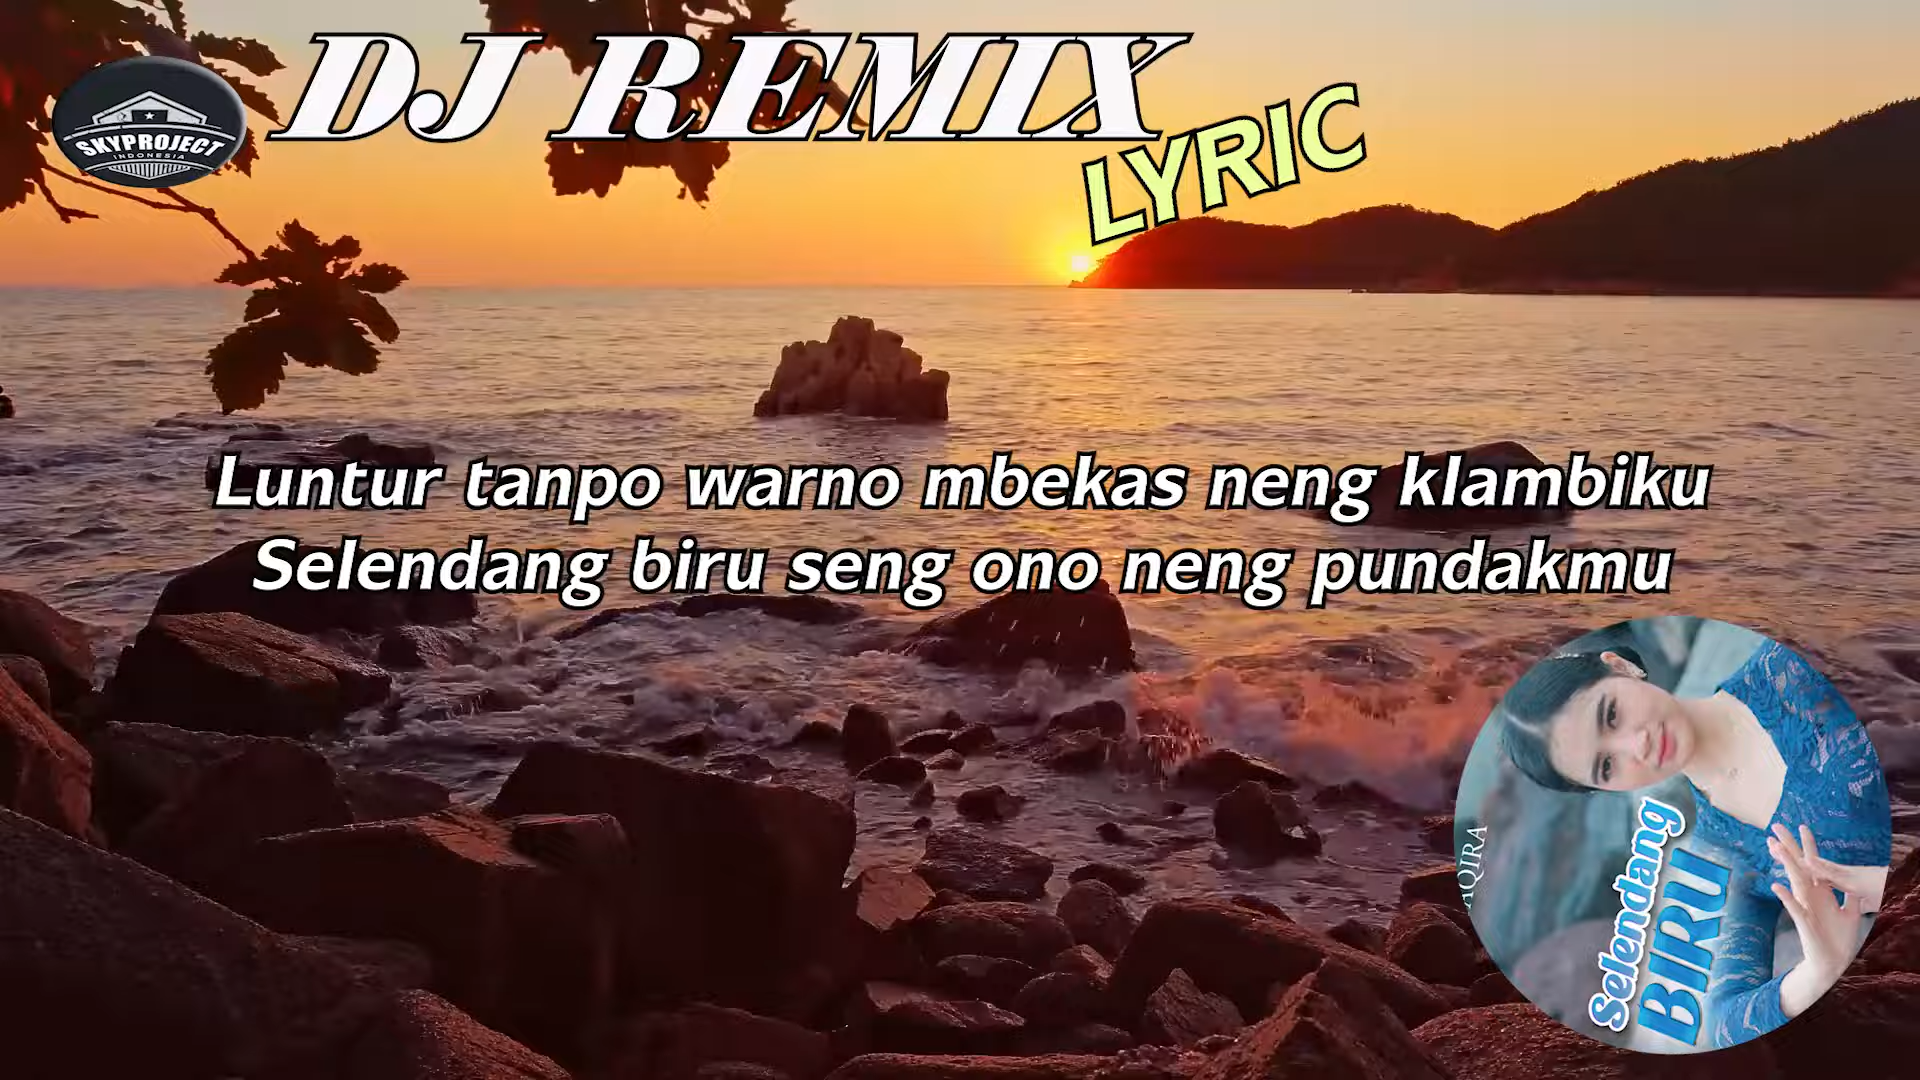 DJ REMIX
LYRIC
SKYPROJECT
INDONESIA
Luntur tanpo warno mbekas neng klambiku
Selendang biru seng ono neng pundakmu
AQIRA
Selendang
BIRU